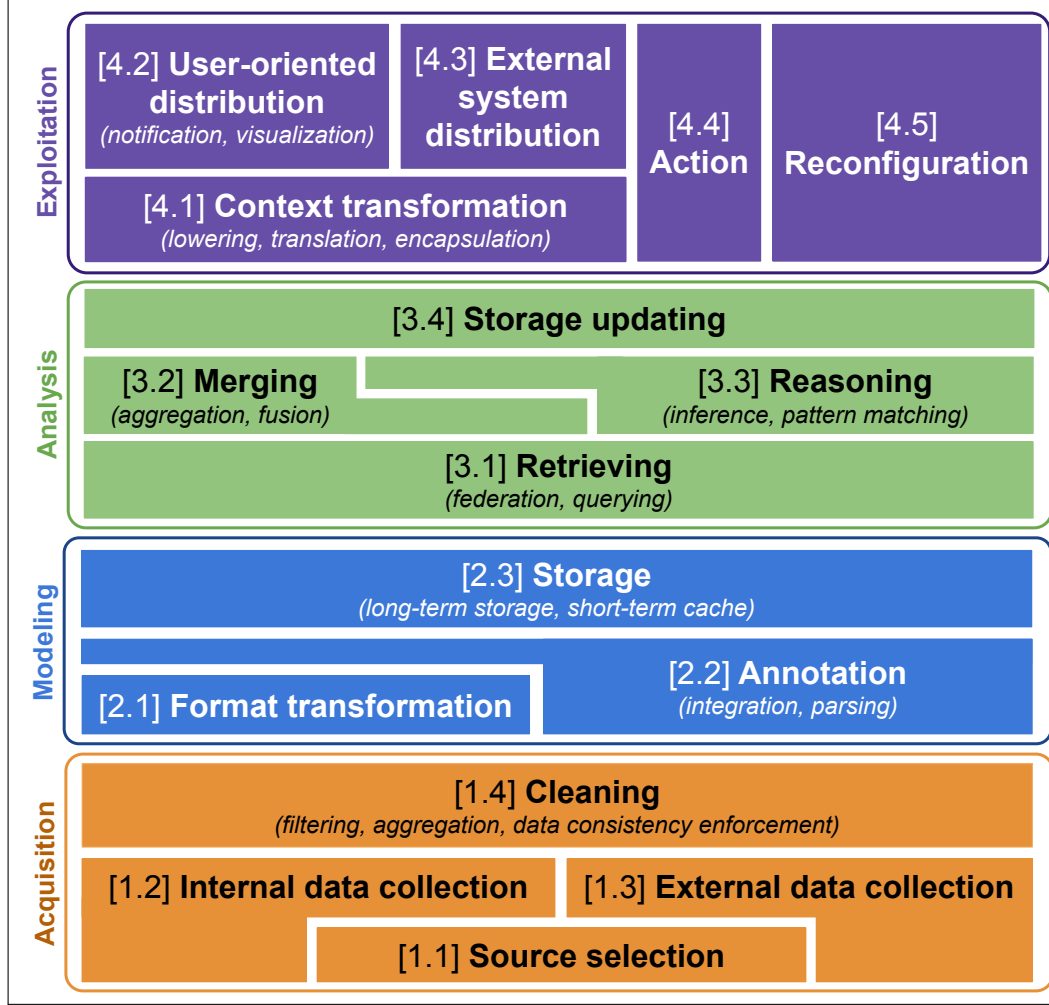 Exploitation
[4.2] User-oriented
distribution
(notification, visualization)
[4.3] External
system
distribution
[4.4]
Action
[4.5]
Reconfiguration
[4.1] Context transformation
(lowering, translation, encapsulation)
Analysis
[3.4] Storage updating
[3.2] Merging
(aggregation, fusion)
[3.3] Reasoning
(inference, pattern matching)
[3.1] Retrieving
(federation, querying)
Modeling
[2.3] Storage
(long-term storage, short-term cache)
[2.2] Annotation
(integration, parsing)
[2.1] Format transformation
Acquisition
[1.4] Cleaning
(filtering, aggregation, data consistency enforcement)
[1.2] Internal data collection
[1.3] External data collection
[1.1] Source selection